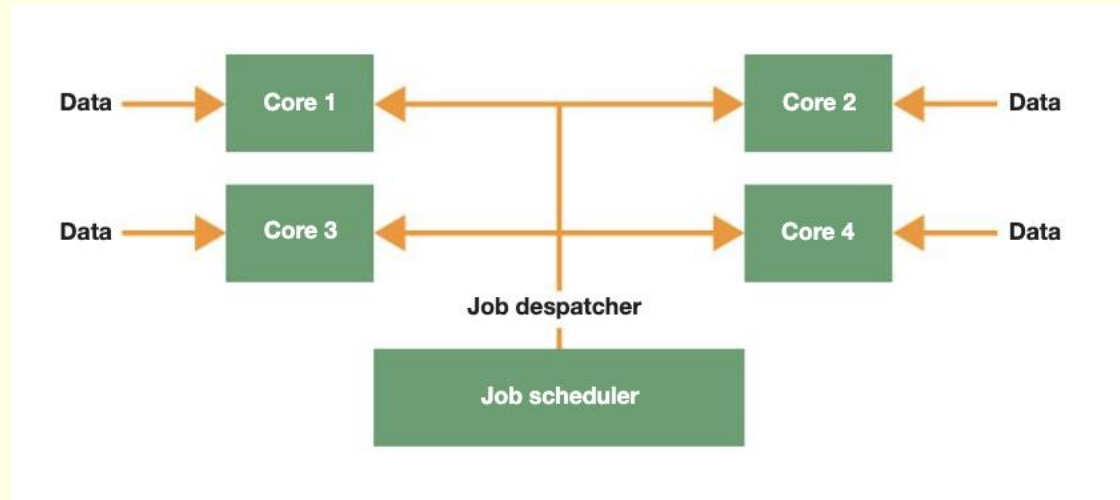 Data
Core 1
Core 2
Data
Data
Core 3
Core 4
Data
Job despatcher
Job scheduler